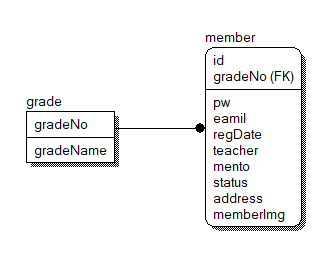 member
id
gradeNo (FK)
pw
eamil
regDate
teacher
mento
status
address
memberImg
grade
gradeNo
gradeName